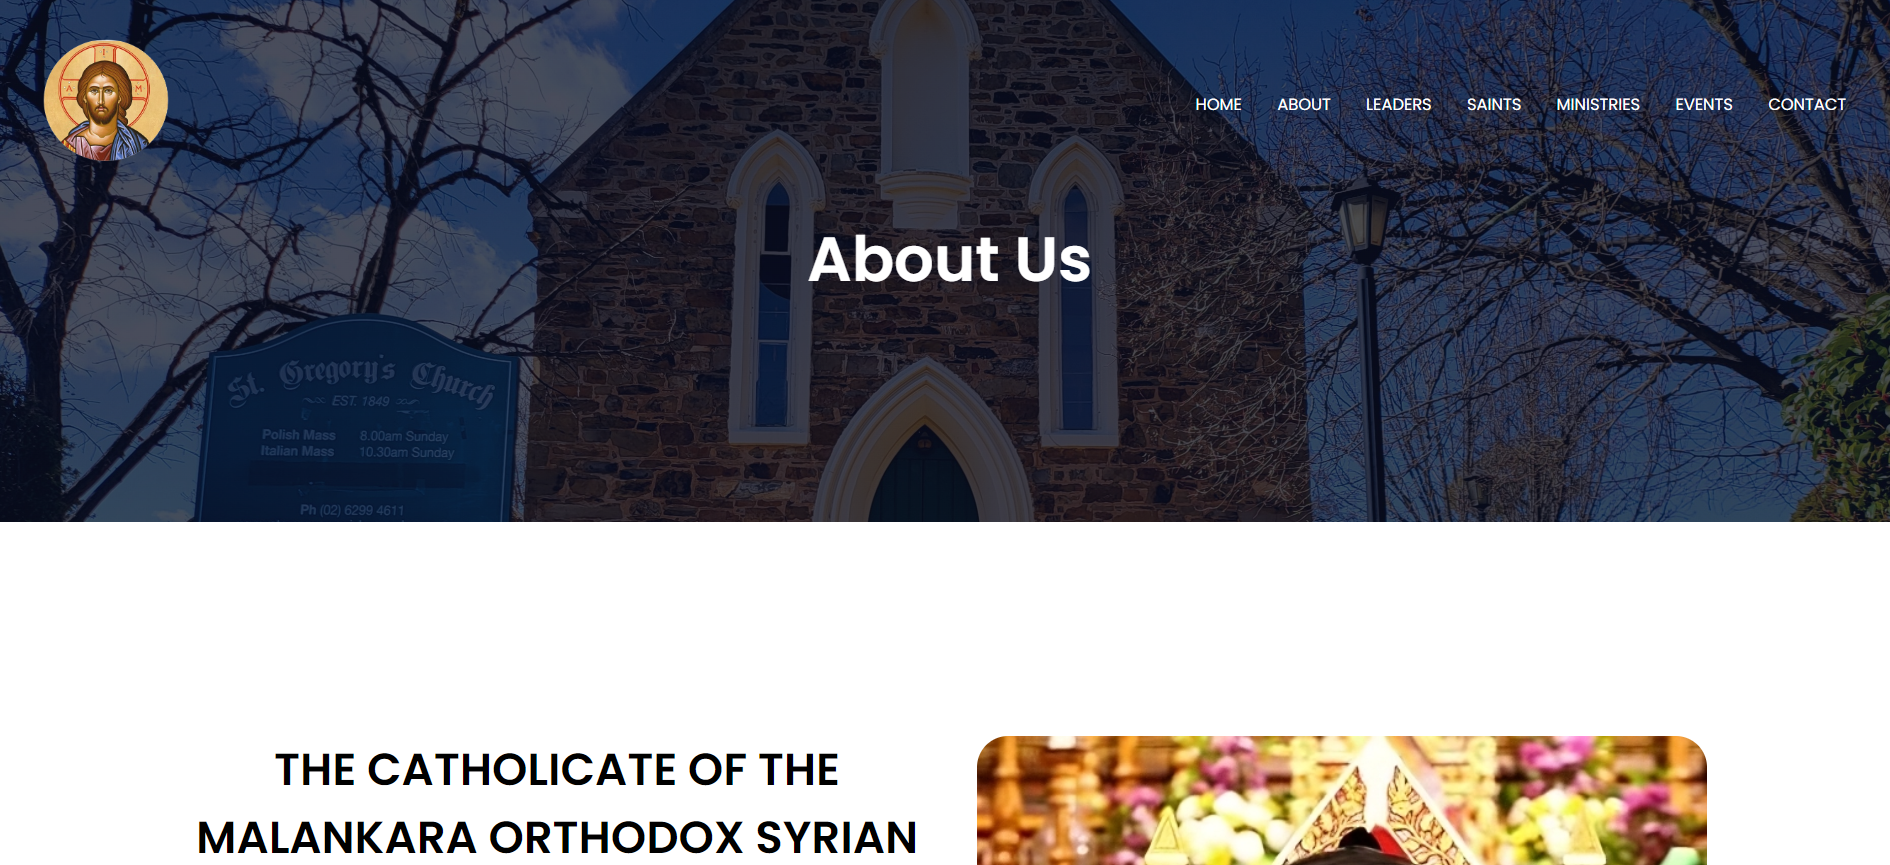 HOME ABOUT LEADERS SAINTS MINISTRIES EVENTS CONTACT
About Us
St. Gregory's Church
EST. 1849
Polish Mass 8.00am Sunday
Italian Mass 10.30am Sunday
Ph (02) 6299 4611
THE CATHOLICATE OF THE
MALANKARA ORTHODOX SYRIAN